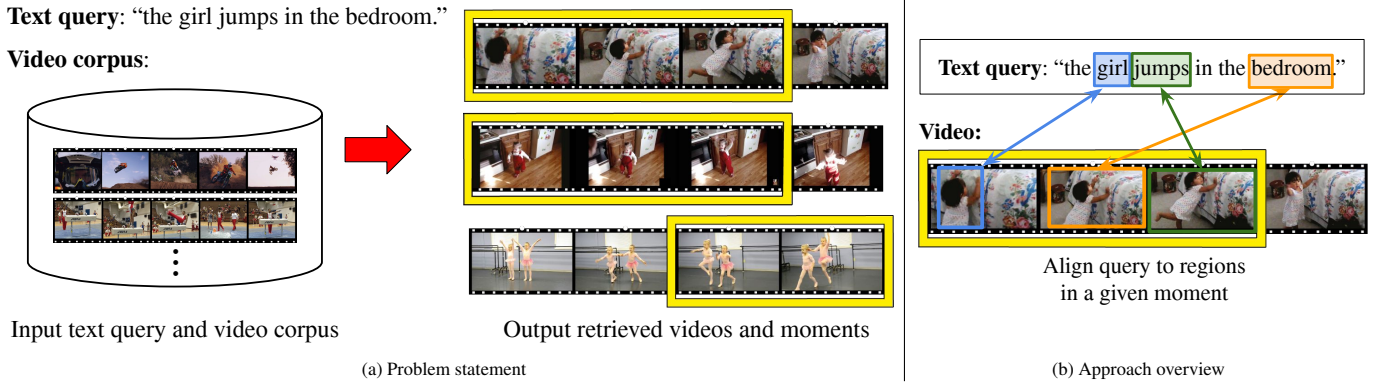 Text query: “the girl jumps in the bedroom.”
Video corpus:
Input text query and video corpus
Output retrieved videos and moments
(a) Problem statement
Text query: “the girl jumps in the bedroom.”
Video:
Align query to regions
in a given moment
(b) Approach overview